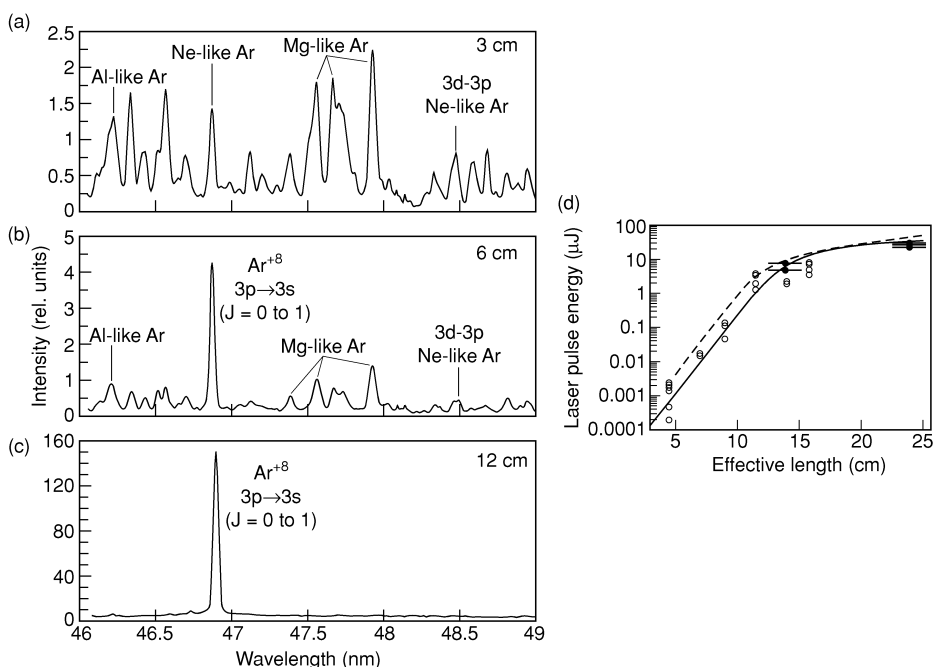 (a)
2.5
2
1.5
1
0.5
0
Al-like Ar
Ne-like Ar
Mg-like Ar
3 cm
3d-3p
Ne-like Ar
(b)
5
4
3
2
1
0
Intensity (rel. units)
Al-like Ar
Ar+8
3p→3s
(J = 0 to 1)
Mg-like Ar
6 cm
3d-3p
Ne-like Ar
(c)
160
120
80
40
0
Ar+8
3p→3s
(J = 0 to 1)
12 cm
46 46.5 47 47.5 48 48.5 49
Wavelength (nm)
(d)
Laser pulse energy (μJ)
100
10
1
0.1
0.01
0.001
0.0001
5 10 15 20 25
Effective length (cm)